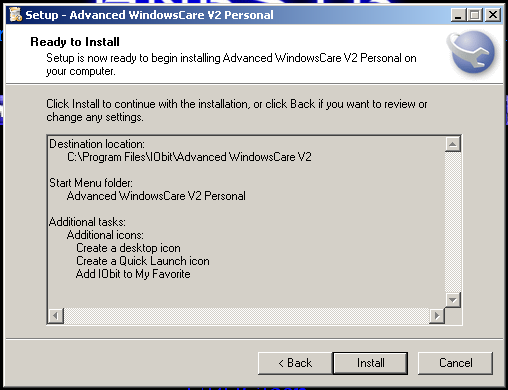 Setup - Advanced WindowsCare V2 Personal
Ready to Install
Setup is now ready to begin installing Advanced WindowsCare V2 Personal on
your computer.
Click Install to continue with the installation, or click Back if you want to review or
change any settings.
Destination location:
C:\Program Files\IObit\Advanced WindowsCare V2
Start Menu folder:
Advanced WindowsCare V2 Personal
Additional tasks:
Additional icons:
Create a desktop icon
Create a Quick Launch icon
Add IObit to My Favorite
< Back
Install
Cancel